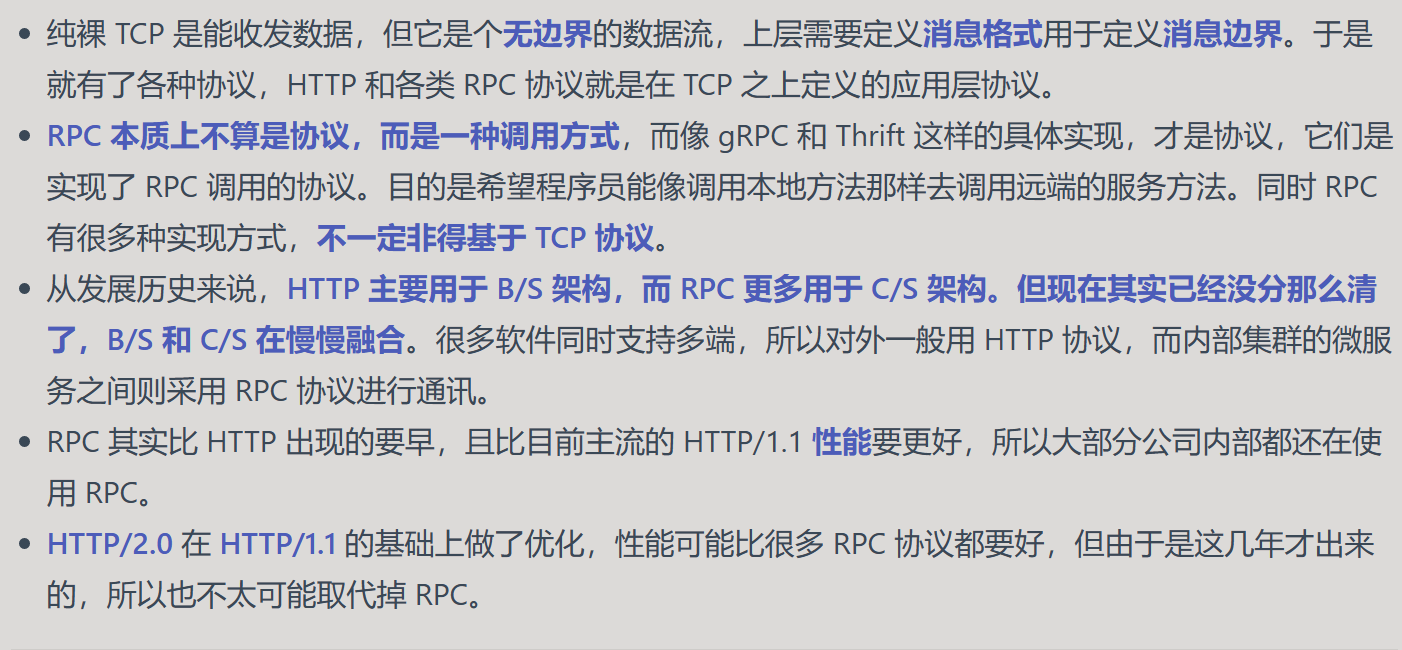 纯裸 TCP 是能收发数据，但它是个无边界的数据流，上层需要定义消息格式用于定义消息边界。于是
就有了各种协议，HTTP 和各类 RPC 协议就是在 TCP 之上定义的应用层协议。
RPC 本质上不算是协议，而是一种调用方式，而像 gRPC 和 Thrift 这样的具体实现，才是协议，它们是
实现了 RPC 调用的协议。目的是希望程序员能像调用本地方法那样去调用远端的服务方法。同时 RPC
有很多种实现方式，不一定非得基于 TCP 协议。
从发展历史来说，HTTP 主要用于 B/S 架构，而 RPC 更多用于 C/S 架构。但现在其实已经没分那么清
了，B/S 和 C/S 在慢慢融合。很多软件同时支持多端，所以对外一般用 HTTP 协议，而内部集群的微服
务之间则采用 RPC 协议进行通讯。
RPC 其实比 HTTP 出现的要早，且比目前主流的 HTTP/1.1 性能要更好，所以大部分公司内部都还在使
用 RPC。
HTTP/2.0 在 HTTP/1.1 的基础上做了优化，性能可能比很多 RPC 协议都要好，但由于是这几年才出来
的，所以也不太可能取代掉 RPC。